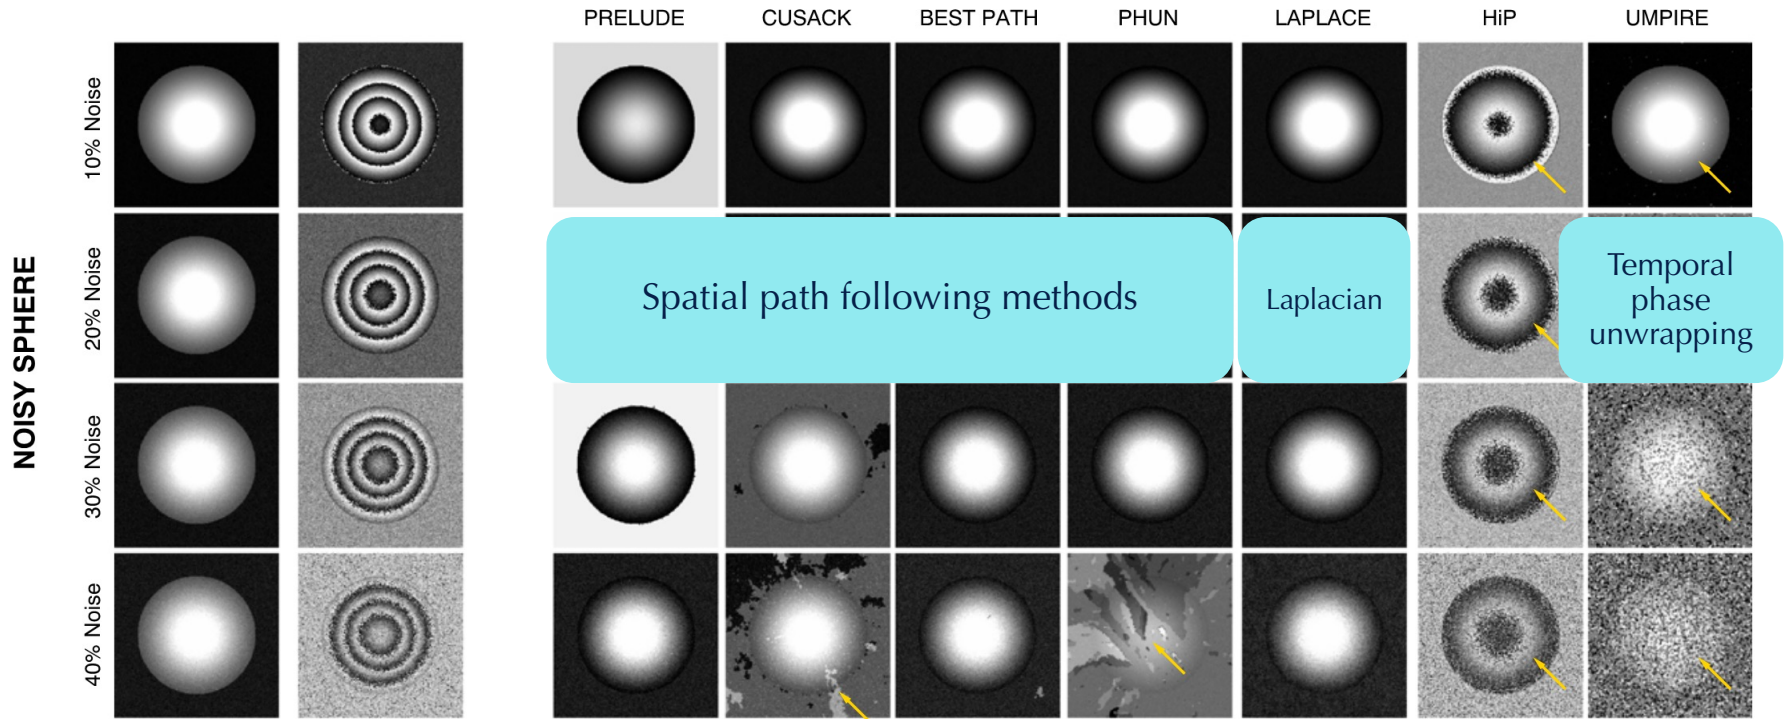 PRELUDE
CUSACK
BEST PATH
PHUN
LAPLACE
HiP
UMPIRE
NOISY SPHERE
10% Noise
20% Noise
Spatial path following methods
Laplacian
Temporal
phase
unwrapping
30% Noise
40% Noise